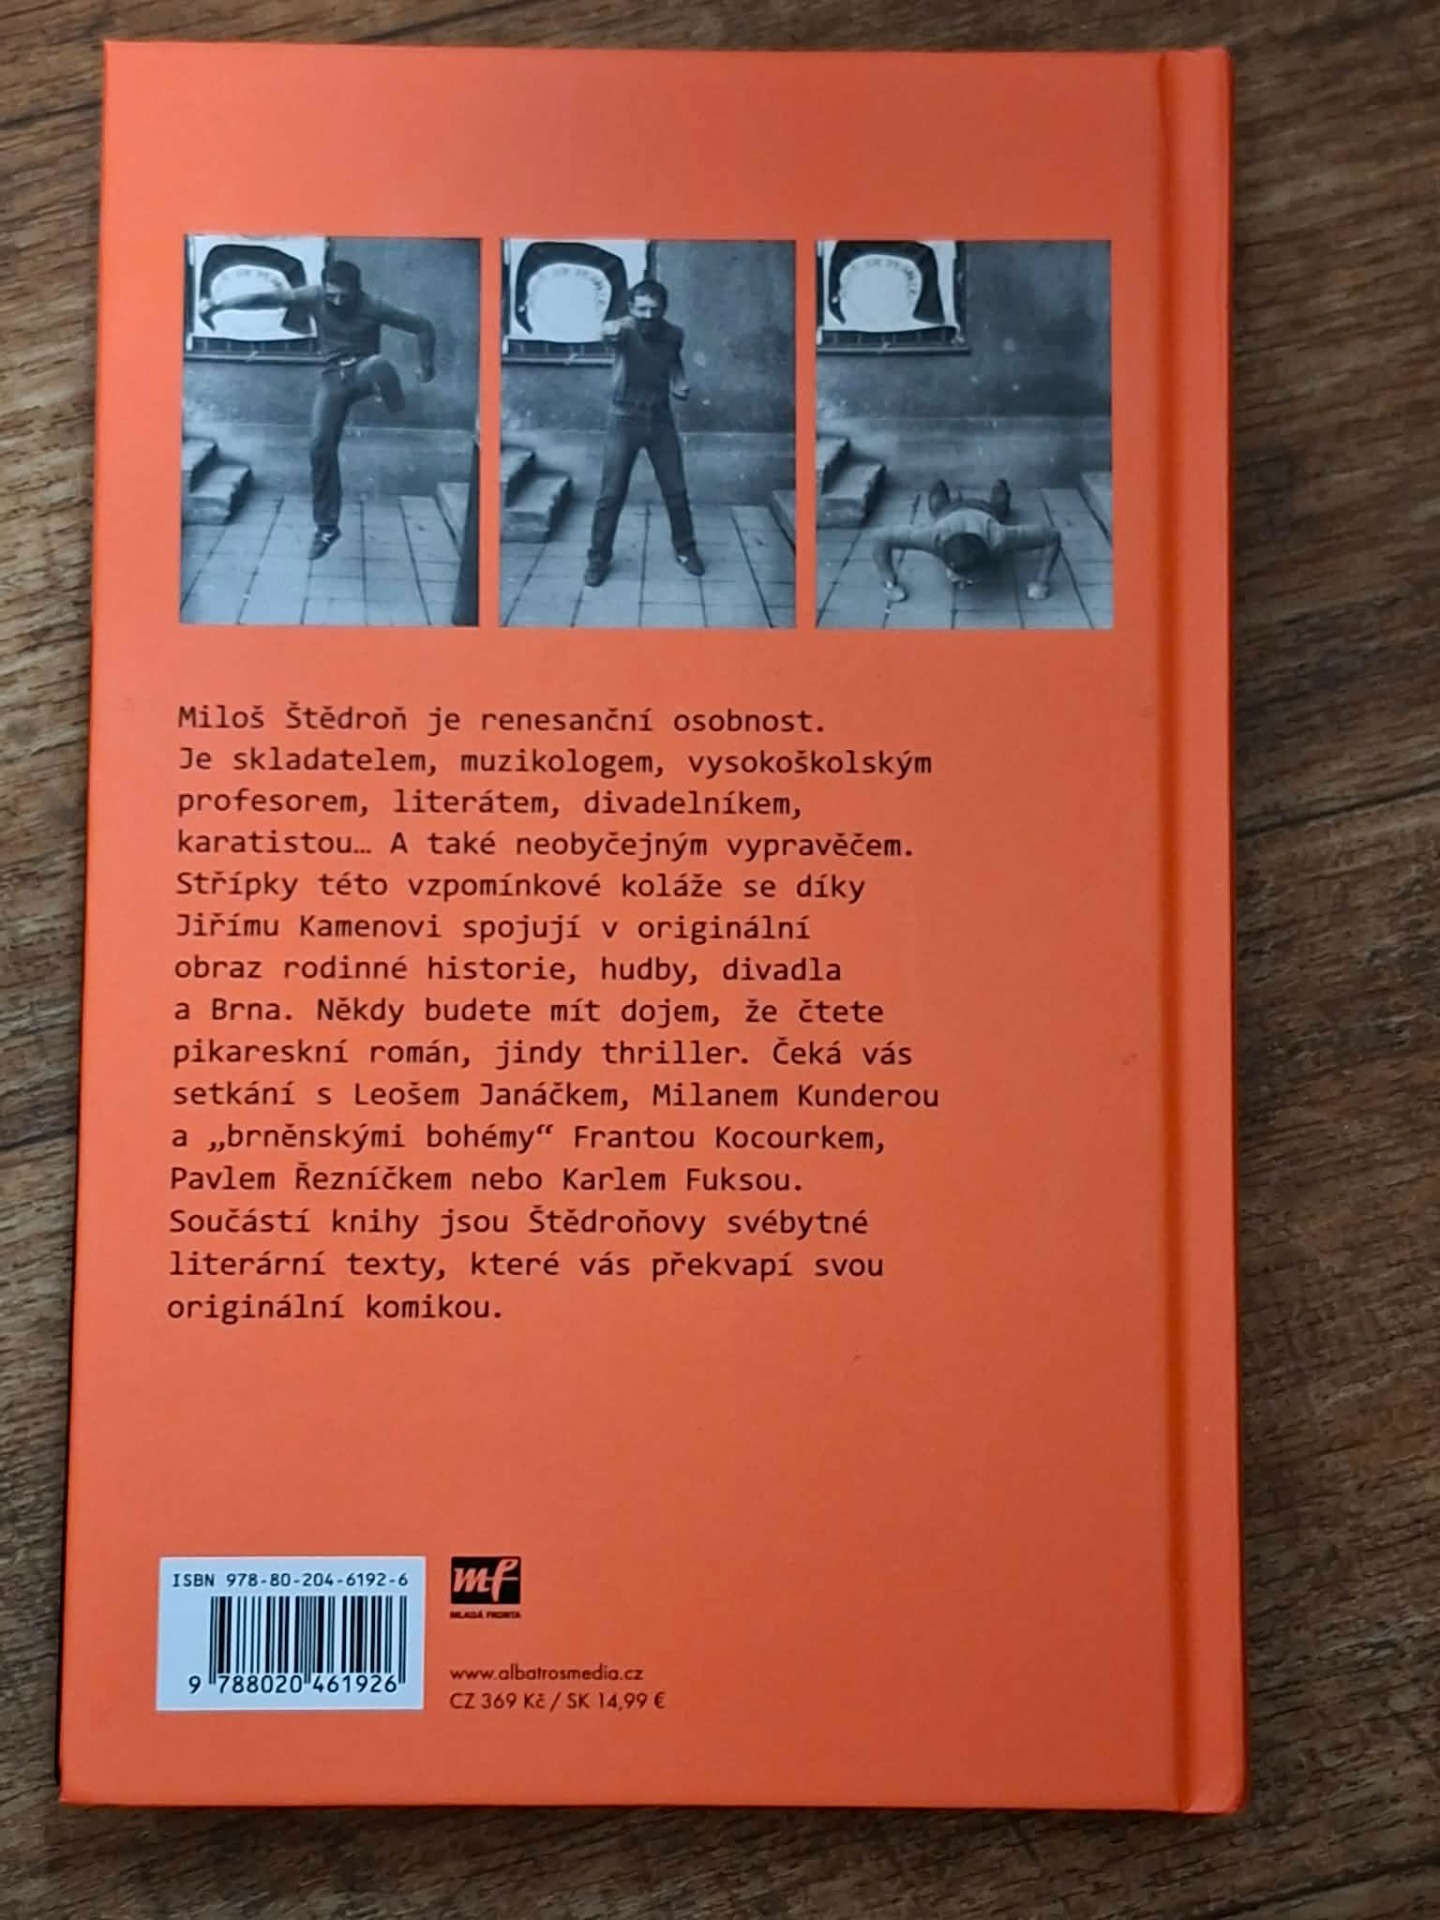 Miloš Štědroň je renesanční osobnost.
Je skladatelem, muzikologem, vysokoškolským
profesorem, literátem, divadelníkem,
karatistou… A také neobyčejným vypravěčem.
Střípky této vzpomínkové koláže se díky
Jiřímu Kamenovi spojují v originální
obraz rodinné historie, hudby, divadla
a Brna. Někdy budete mít dojem, že čtete
pikareskní román, jindy thriller. Čeká vás
setkání s Leošem Janáčkem, Milanem Kunderou
a „brněnskými bohémy“ Frantou Kocourkem,
Pavlem Řezníčkem nebo Karlem Fuksou.
Součástí knihy jsou Štědroňovy svébytné
literární texty, které vás překvapí svou
originální komikou.
ISBN 978-80-204-6192-6
9 788020 461926
mf
MLADÁ FRONTA
www.albatrosmedia.cz
CZ 369 Kč / SK 14,99 €